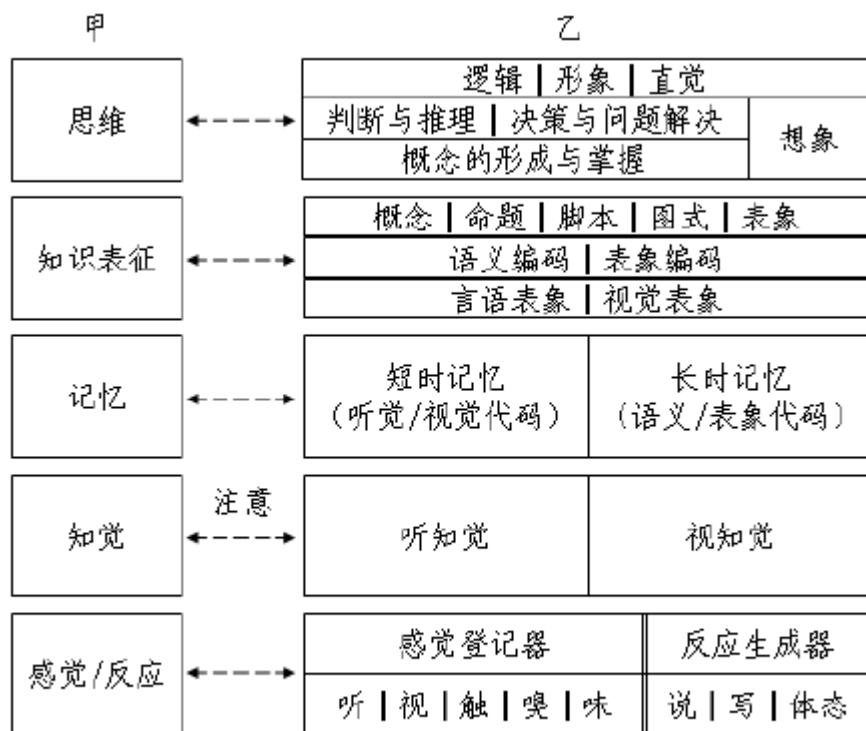 甲 乙
思维 逻辑 | 形象 | 直觉
判断与推理 | 决策与问题解决 想象
概念的形成与掌握
知识表征 概念 | 命题 | 脚本 | 图式 | 表象
语义编码 | 表象编码
言语表象 | 视觉表象
记忆 短时记忆 长时记忆
(听觉/视觉代码) (语义/表象代码)
注意
知觉 听知觉 视知觉
感觉/反应 感觉登记器 反应生成器
听 | 视 | 触 | 嗅 | 味 说 | 写 | 体态